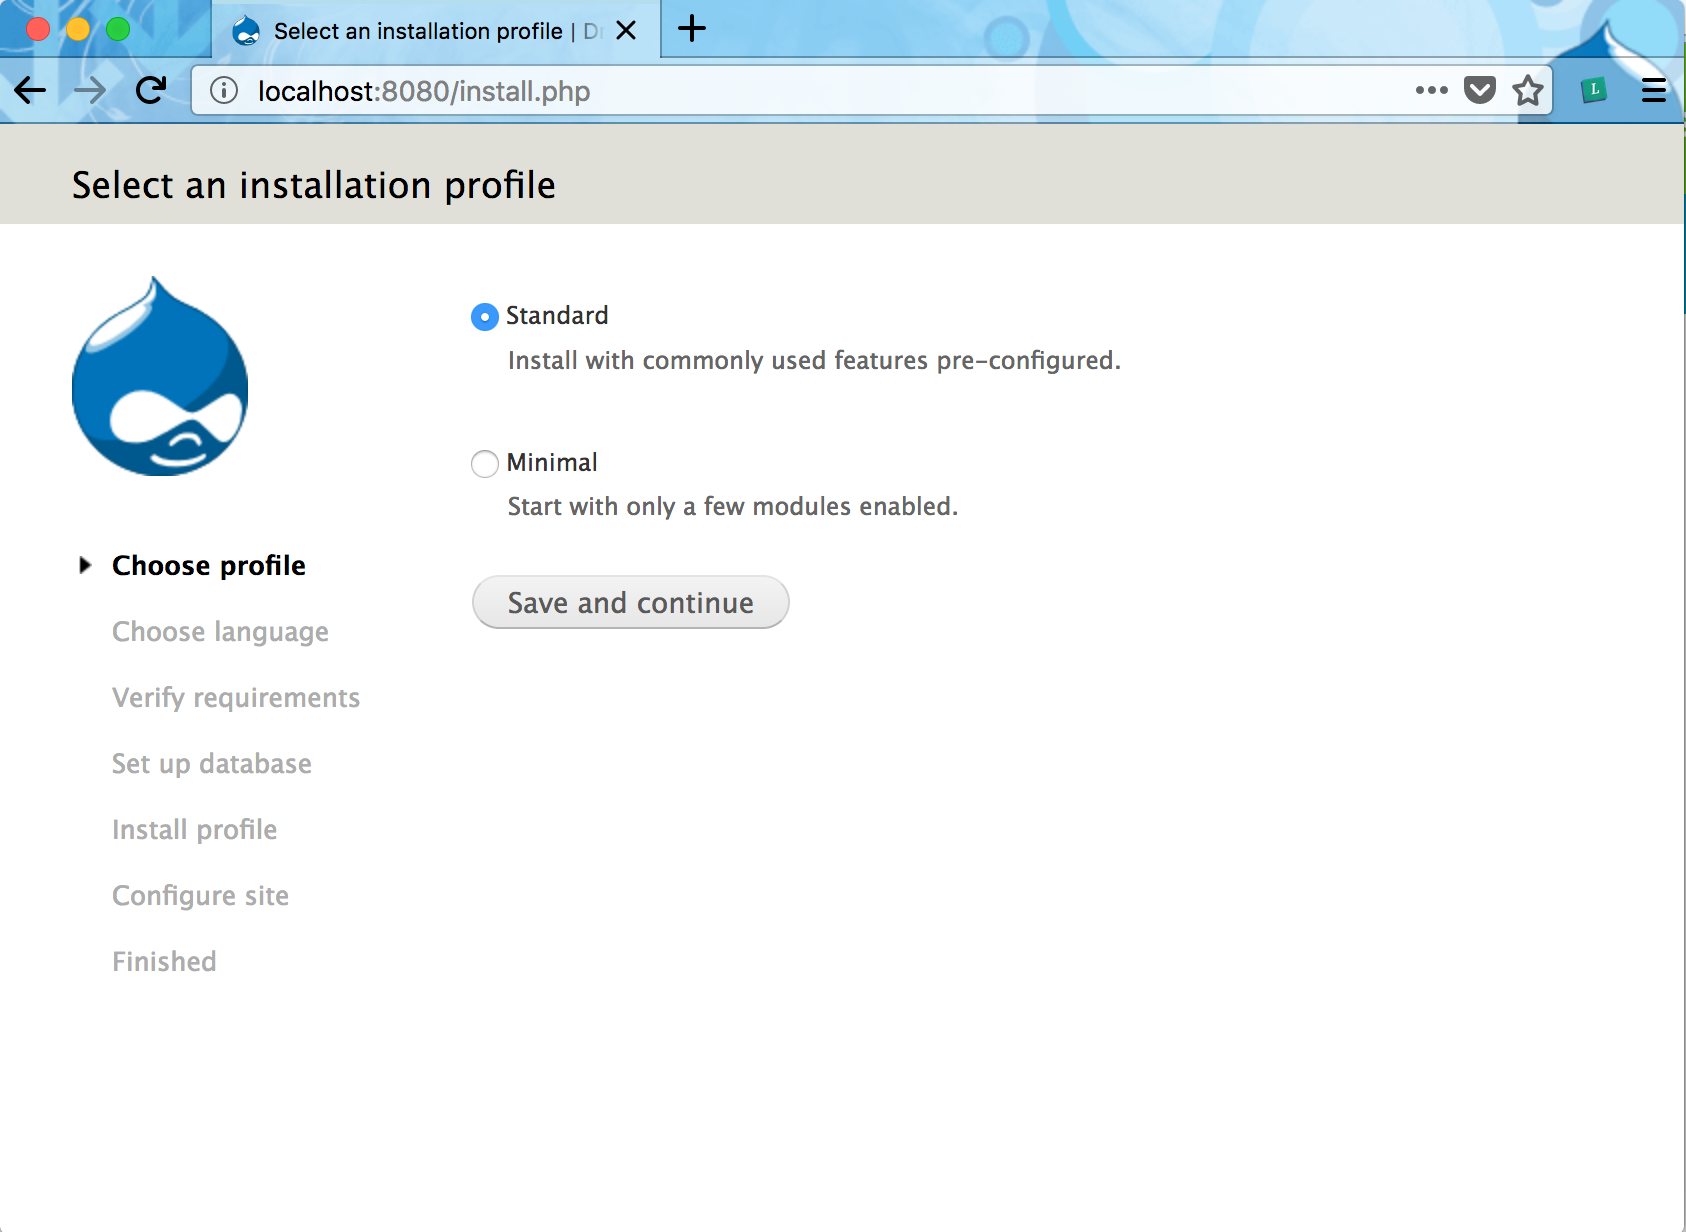 Select an installation profile | Dr
localhost:8080/install.php
L
Select an installation profile
Standard
Install with commonly used features pre-configured.
Minimal
Start with only a few modules enabled.
Save and continue
Choose profile
Choose language
Verify requirements
Set up database
Install profile
Configure site
Finished